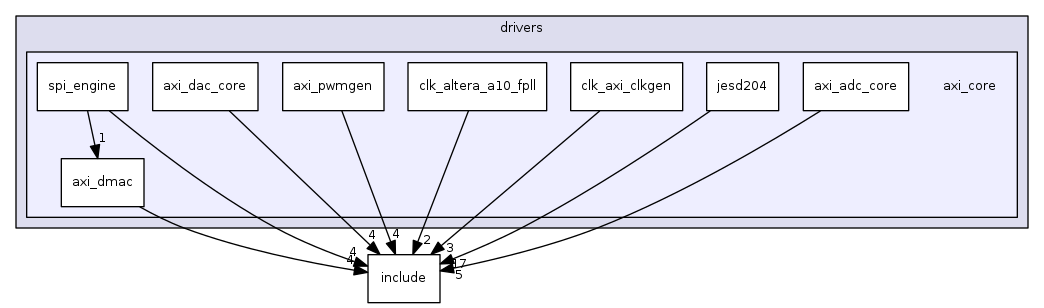 drivers
spi_engine
axi_dac_core
axi_pwmgen
clk_altera_a10_fpll
clk_axi_clkgen
jesd204
axi_adc_core
axi_core
1
axi_dmac
4
4
2
3
4
4
17
5
include